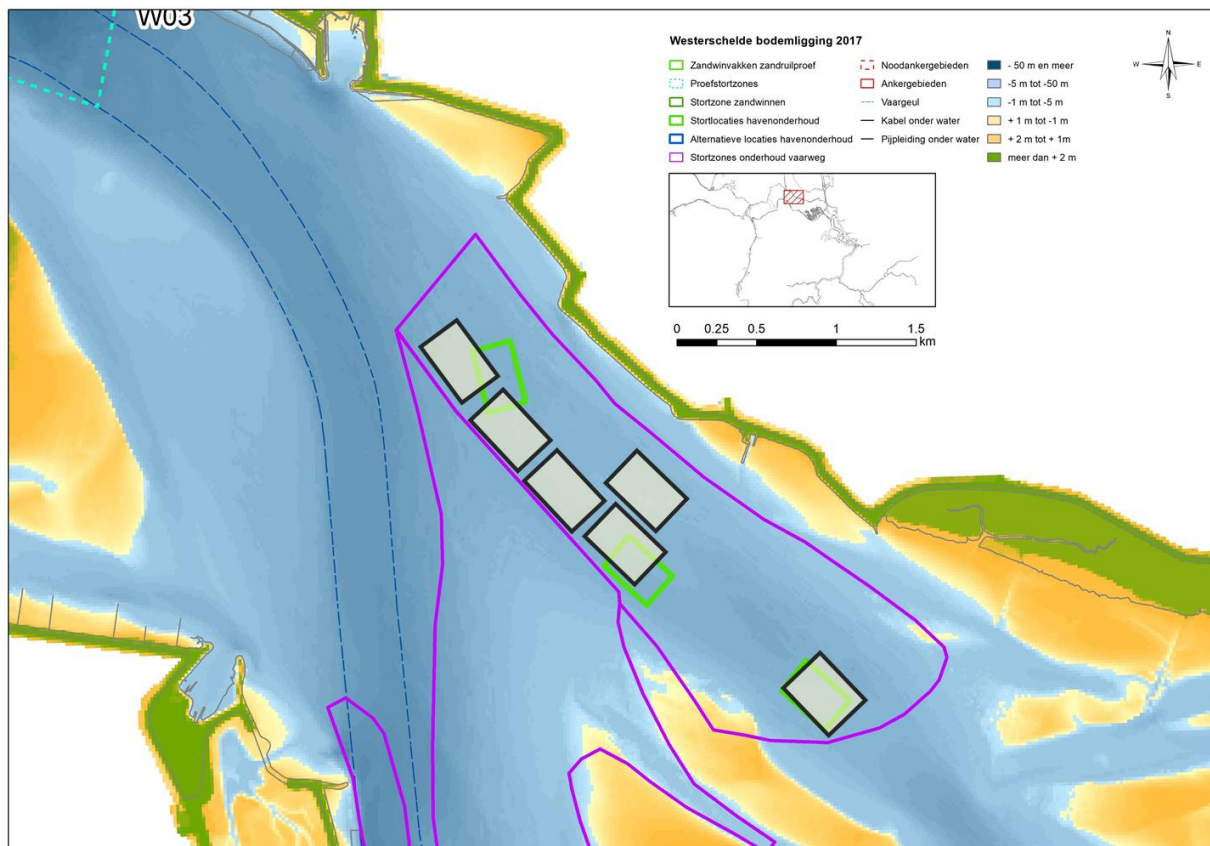 W03
Westerschelde bodemligging 2017
Zandwinvakken zandruilproef
Proefstortzones
Stortzone zandwinnen
Stortlocaties havenonderhoud
Alternatieve locaties havenonderhoud
Stortzones onderhoud vaarweg
Noodankergebieden
Ankergebieden
Vaargeul
Kabel onder water
Pijpleiding onder water
- 50 m en meer
-5 m tot -50 m
-1 m tot -5 m
+ 1 m tot -1 m
+ 2 m tot + 1m
meer dan + 2 m
N
W E
S
0 0.25 0.5 1 1.5
km